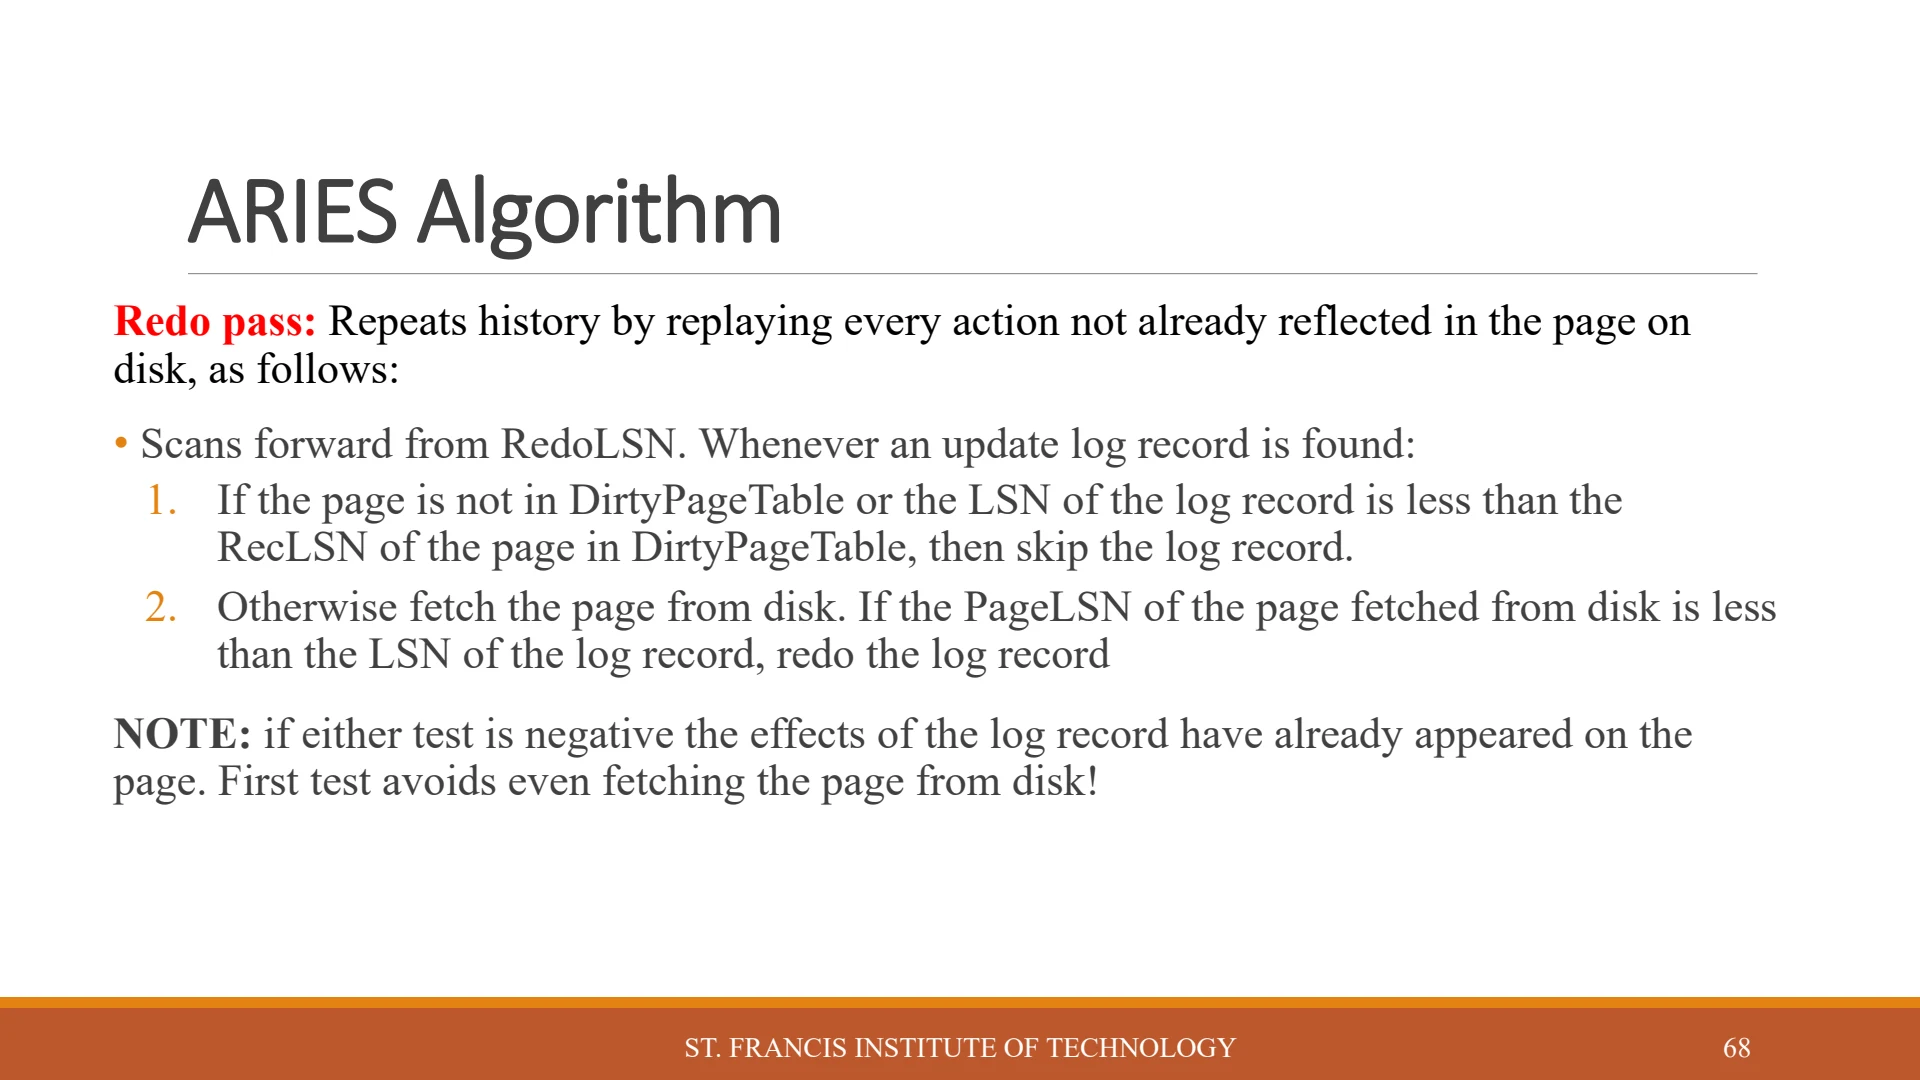 ARIES Algorithm
Redo pass: Repeats history by replaying every action not already reflected in the page on
disk, as follows:
• Scans forward from RedoLSN. Whenever an update log record is found:
1. If the page is not in DirtyPageTable or the LSN of the log record is less than the
RecLSN of the page in DirtyPageTable, then skip the log record.
2. Otherwise fetch the page from disk. If the PageLSN of the page fetched from disk is less
than the LSN of the log record, redo the log record
NOTE: if either test is negative the effects of the log record have already appeared on the
page. First test avoids even fetching the page from disk!
ST. FRANCIS INSTITUTE OF TECHNOLOGY
68